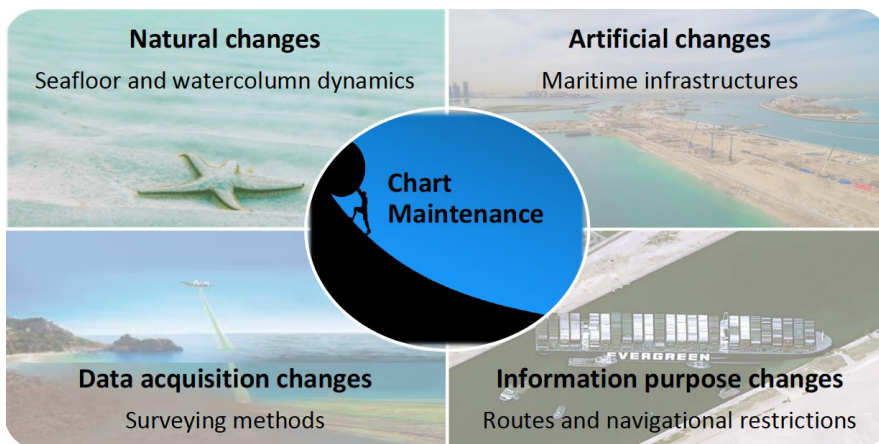 Natural changes
Seafloor and watercolumn dynamics
Artificial changes
Maritime infrastructures
Chart
Maintenance
EVERGREEN
Data acquisition changes
Surveying methods
Information purpose changes
Routes and navigational restrictions